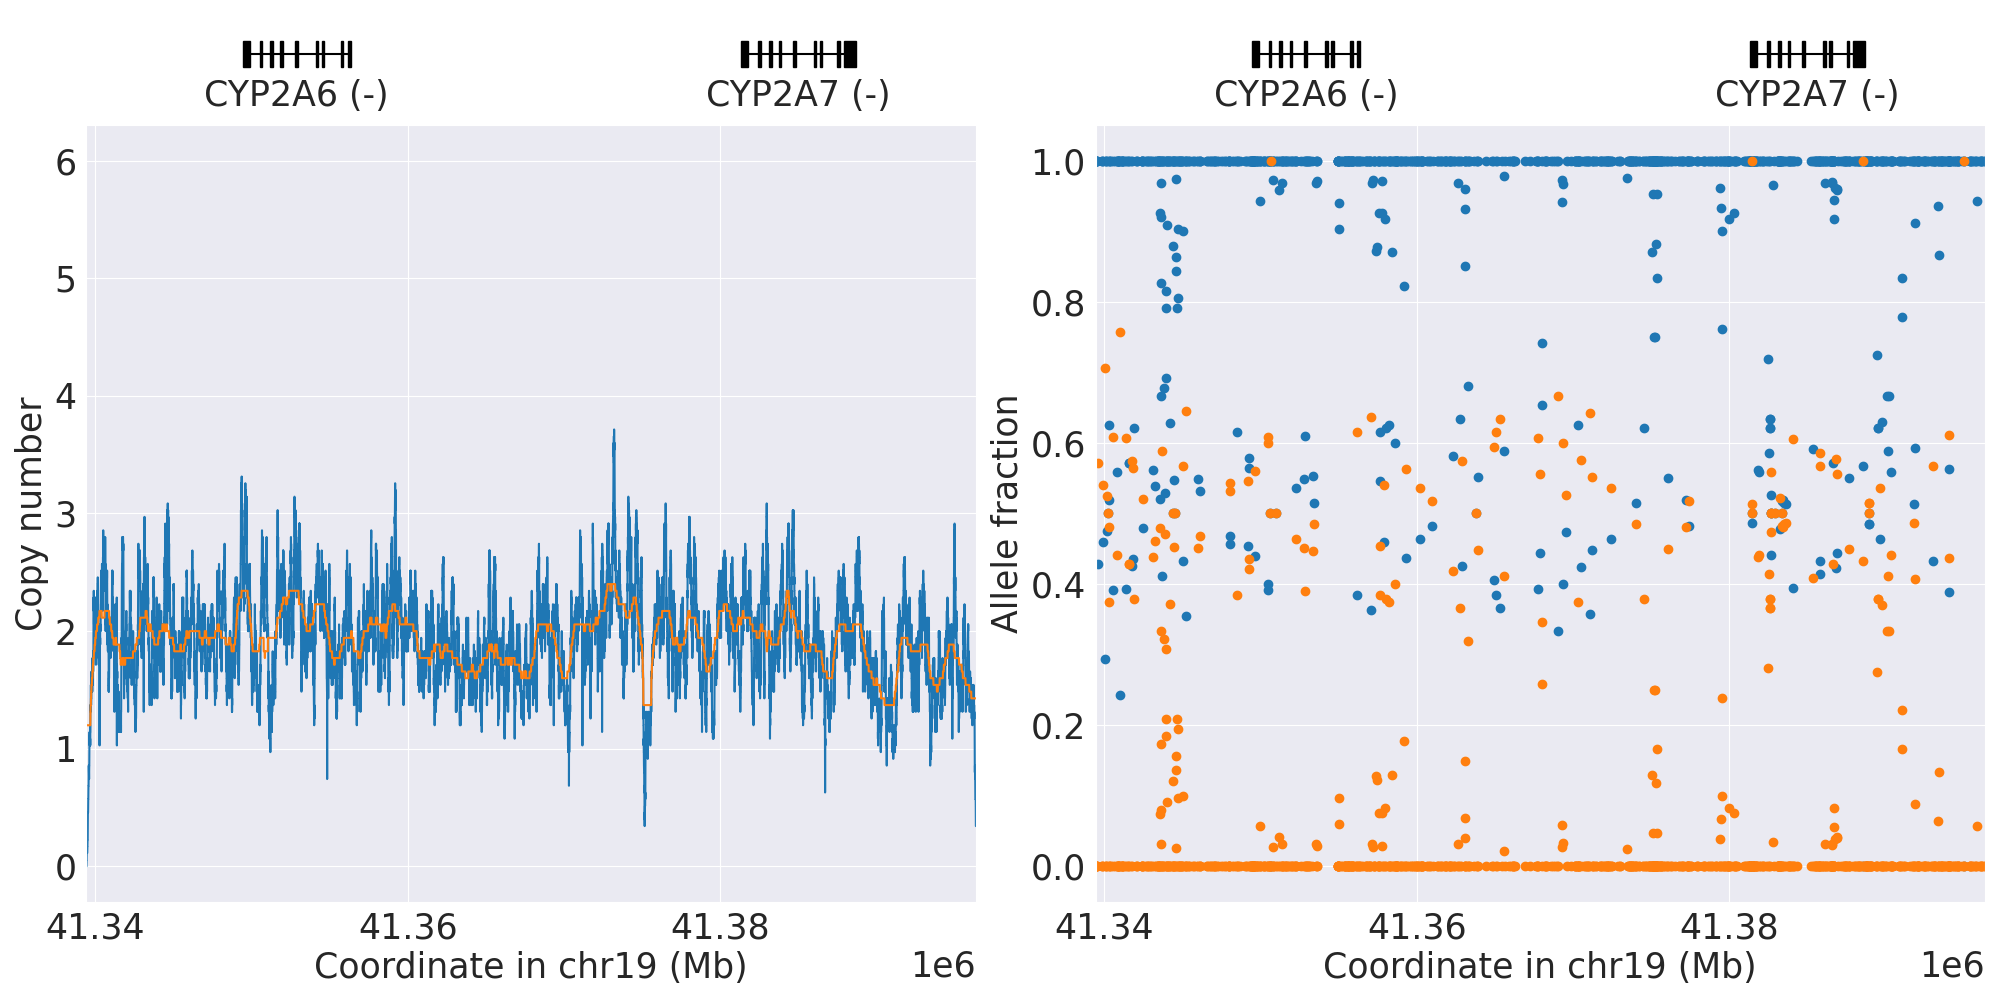 CYP2A6 (-)
CYP2A7 (-)
6
5
4
3
2
1
0
Copy number
41.34
41.36
41.38
Coordinate in chr19 (Mb)
1e6
CYP2A6 (-)
CYP2A7 (-)
1.0
0.8
0.6
0.4
0.2
0.0
Allele fraction
41.34
41.36
41.38
Coordinate in chr19 (Mb)
1e6